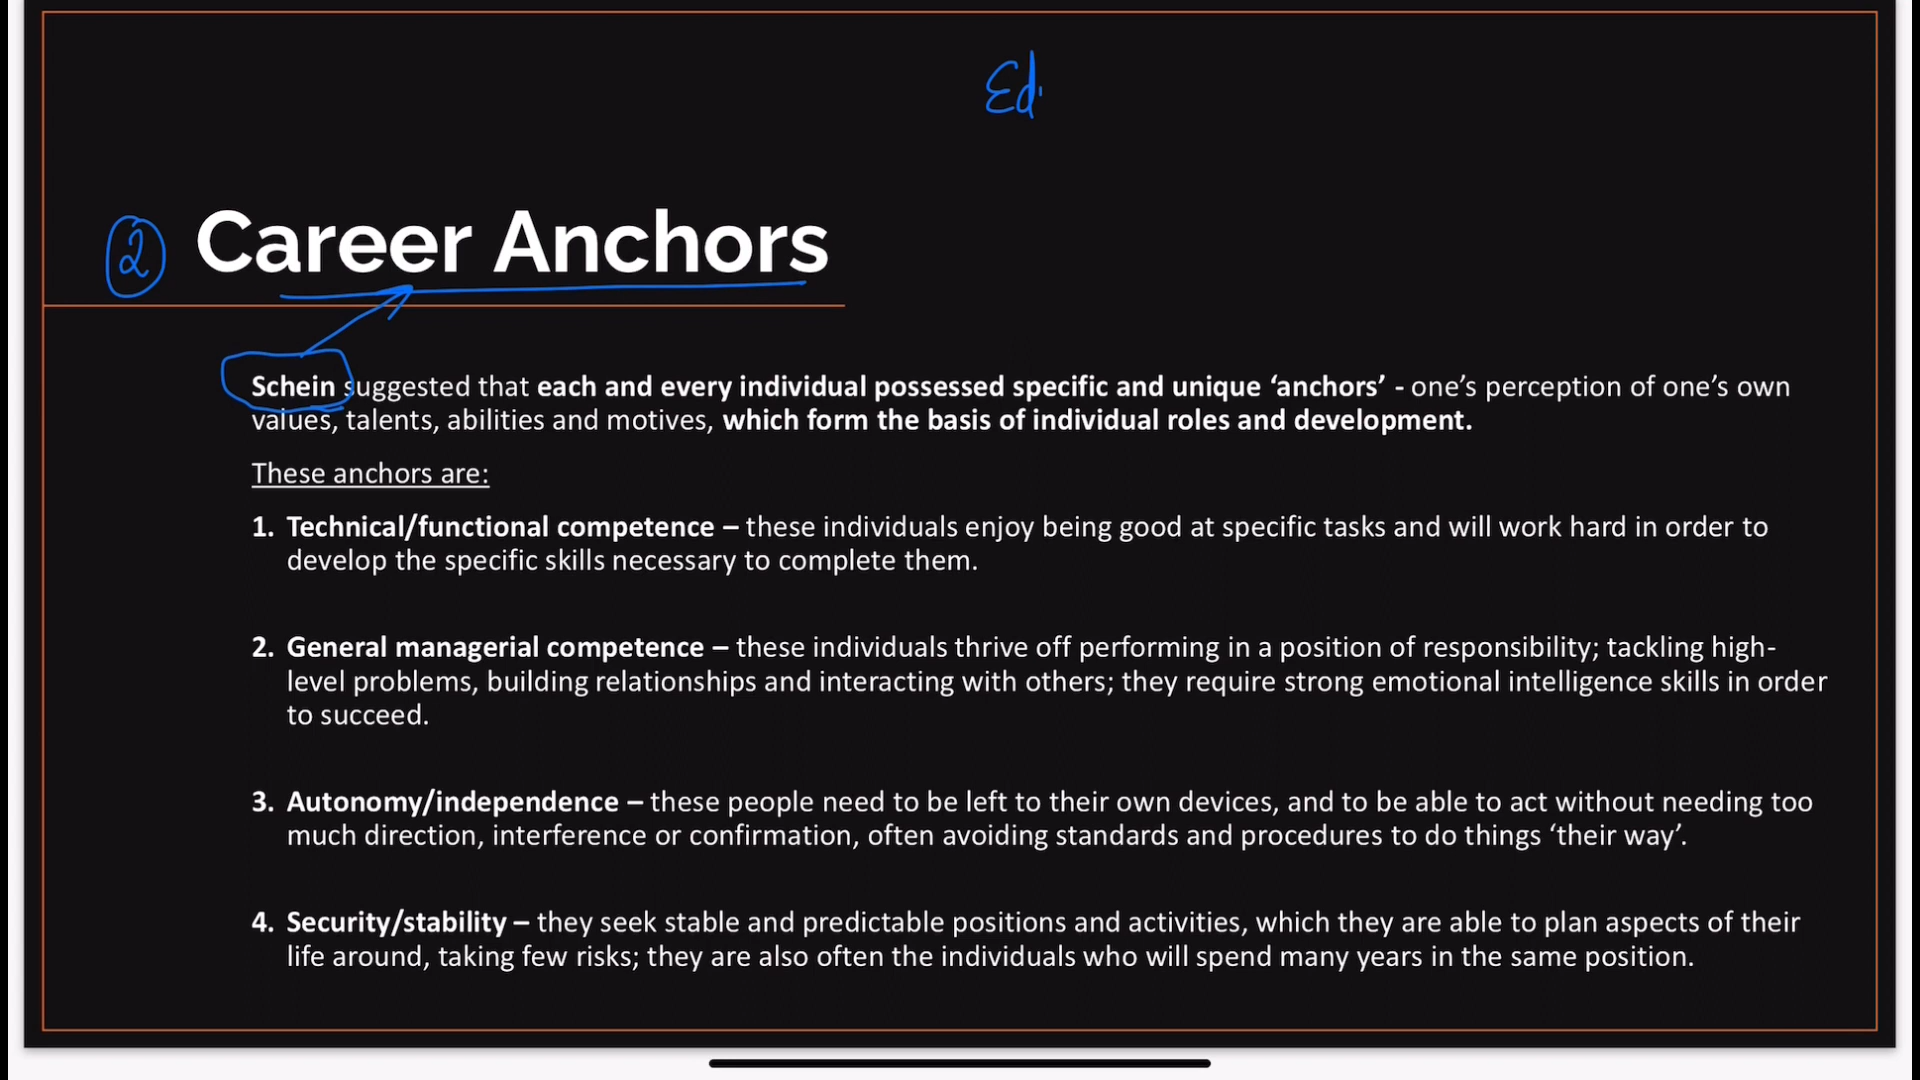 Ed
② Career Anchors
Schein suggested that each and every individual possessed specific and unique ‘anchors’ - one’s perception of one’s own
values, talents, abilities and motives, which form the basis of individual roles and development.
These anchors are:
1. Technical/functional competence – these individuals enjoy being good at specific tasks and will work hard in order to
develop the specific skills necessary to complete them.
2. General managerial competence – these individuals thrive off performing in a position of responsibility; tackling high-
level problems, building relationships and interacting with others; they require strong emotional intelligence skills in order
to succeed.
3. Autonomy/independence – these people need to be left to their own devices, and to be able to act without needing too
much direction, interference or confirmation, often avoiding standards and procedures to do things ‘their way’.
4. Security/stability – they seek stable and predictable positions and activities, which they are able to plan aspects of their
life around, taking few risks; they are also often the individuals who will spend many years in the same position.